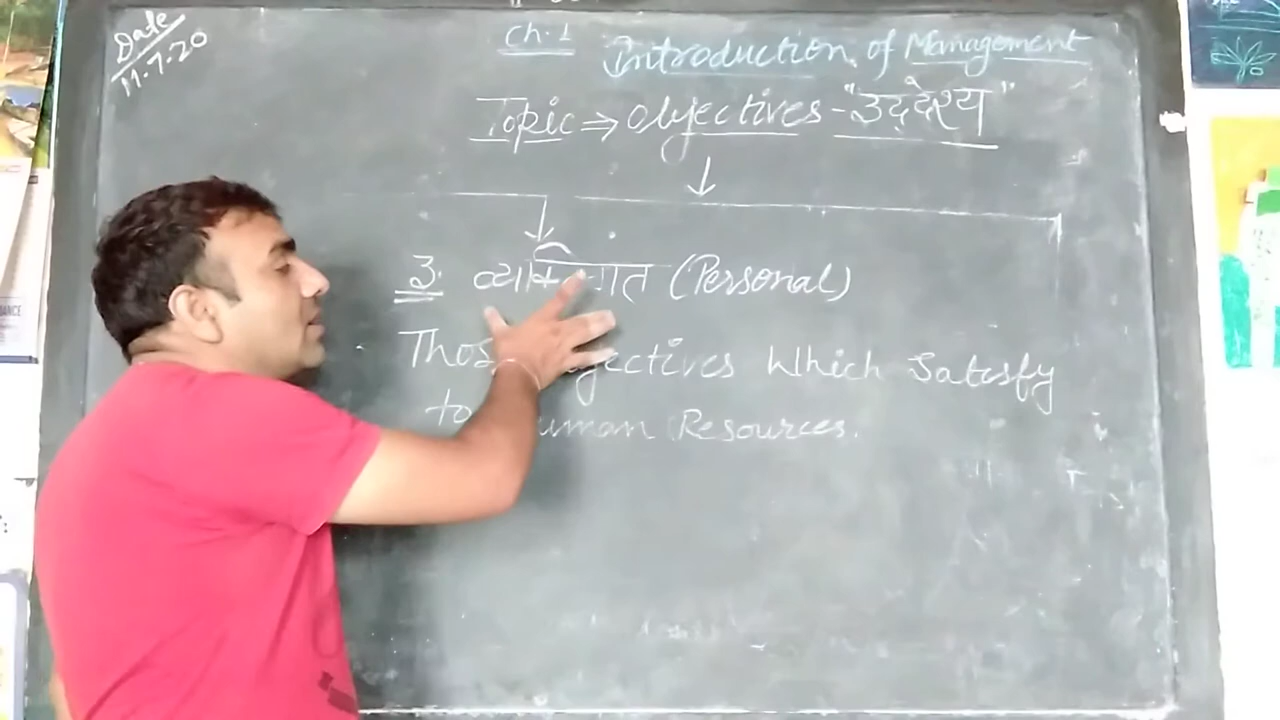 Date
11.7.20
Ch. 1 Introduction of Management
Topic ⇒ Objectives - "उद्देश्य"
3. व्यक्तिगत (Personal)
Those Objectives Which Satisfy
to Human Resources.